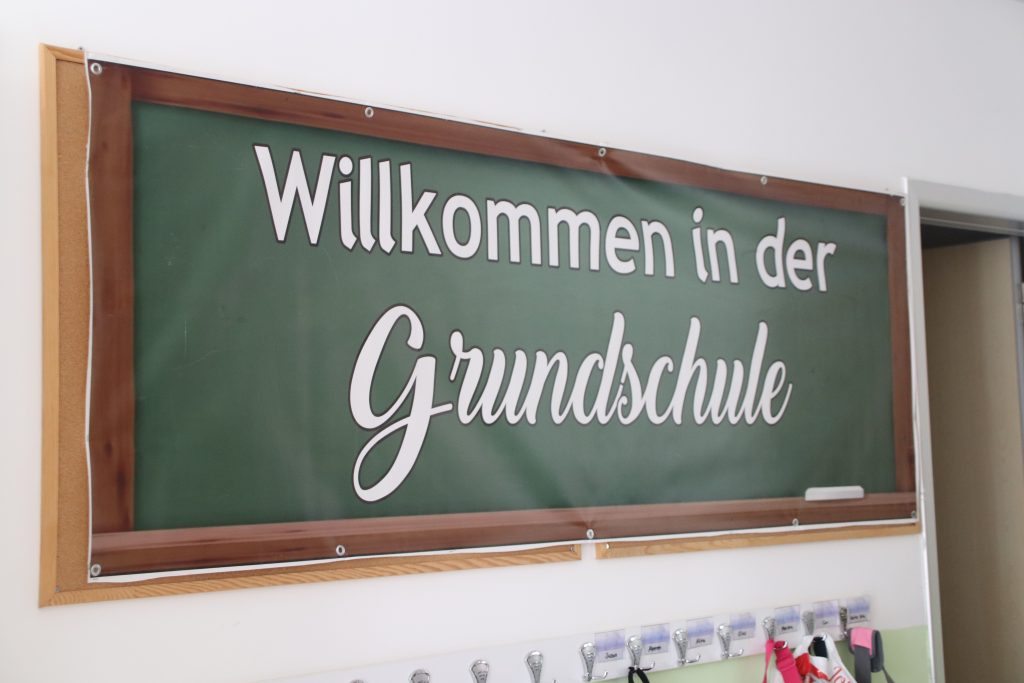 Willkommen in der
Grundschule